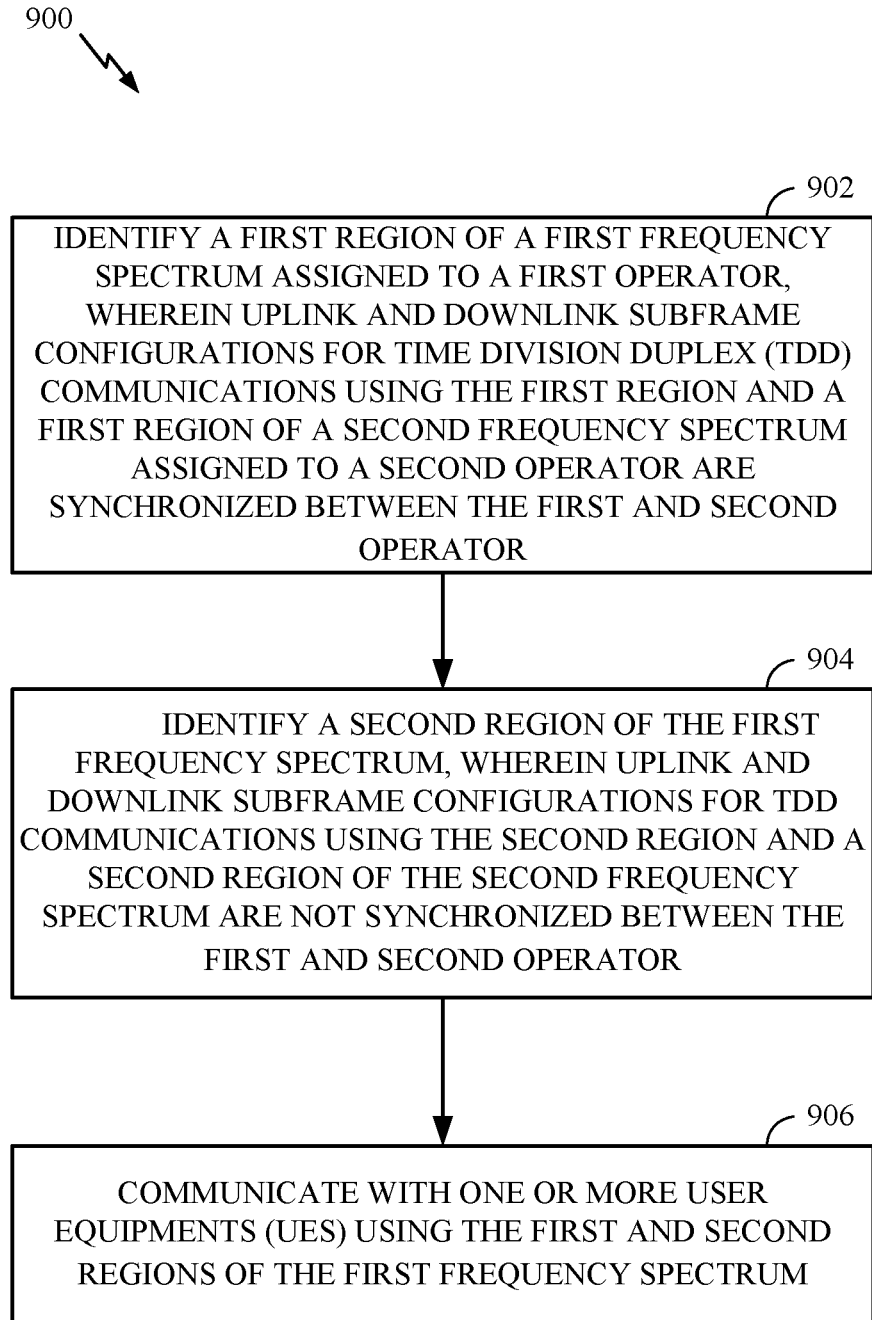 900
902
IDENTIFY A FIRST REGION OF A FIRST FREQUENCY
SPECTRUM ASSIGNED TO A FIRST OPERATOR,
WHEREIN UPLINK AND DOWNLINK SUBFRAME
CONFIGURATIONS FOR TIME DIVISION DUPLEX (TDD)
COMMUNICATIONS USING THE FIRST REGION AND A
FIRST REGION OF A SECOND FREQUENCY SPECTRUM
ASSIGNED TO A SECOND OPERATOR ARE
SYNCHRONIZED BETWEEN THE FIRST AND SECOND
OPERATOR
904
IDENTIFY A SECOND REGION OF THE FIRST
FREQUENCY SPECTRUM, WHEREIN UPLINK AND
DOWNLINK SUBFRAME CONFIGURATIONS FOR TDD
COMMUNICATIONS USING THE SECOND REGION AND A
SECOND REGION OF THE SECOND FREQUENCY
SPECTRUM ARE NOT SYNCHRONIZED BETWEEN THE
FIRST AND SECOND OPERATOR
906
COMMUNICATE WITH ONE OR MORE USER
EQUIPMENTS (UES) USING THE FIRST AND SECOND
REGIONS OF THE FIRST FREQUENCY SPECTRUM